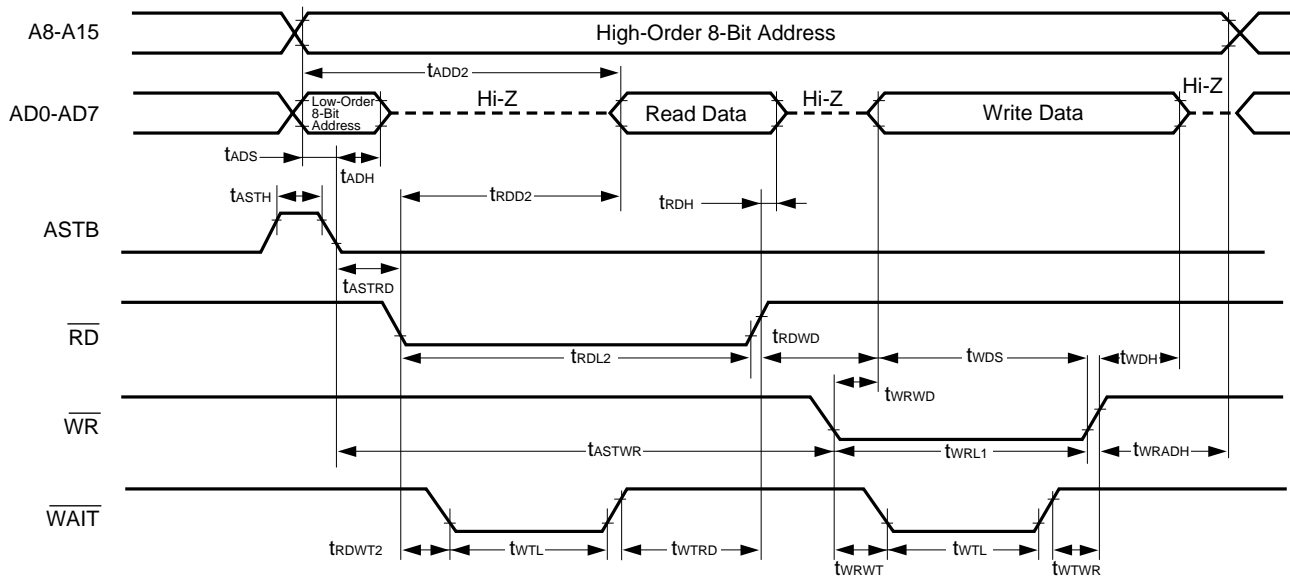 A8-A15
High-Order 8-Bit Address
tADD2
Hi-Z
AD0-AD7
Low-Order
8-Bit
Address
Hi-Z
Read Data
Hi-Z
Write Data
tADS
tADH
tASTH
tRDD2
tRDH
ASTB
tASTRD
RD
tRDWD
tRDL2
tWDS
tWDH
tWRWD
WR
tASTWR
tWRL1
tWRADH
WAIT
tRDWT2
tWTL
tWTRD
tWRWT
tWTL
tWTWR